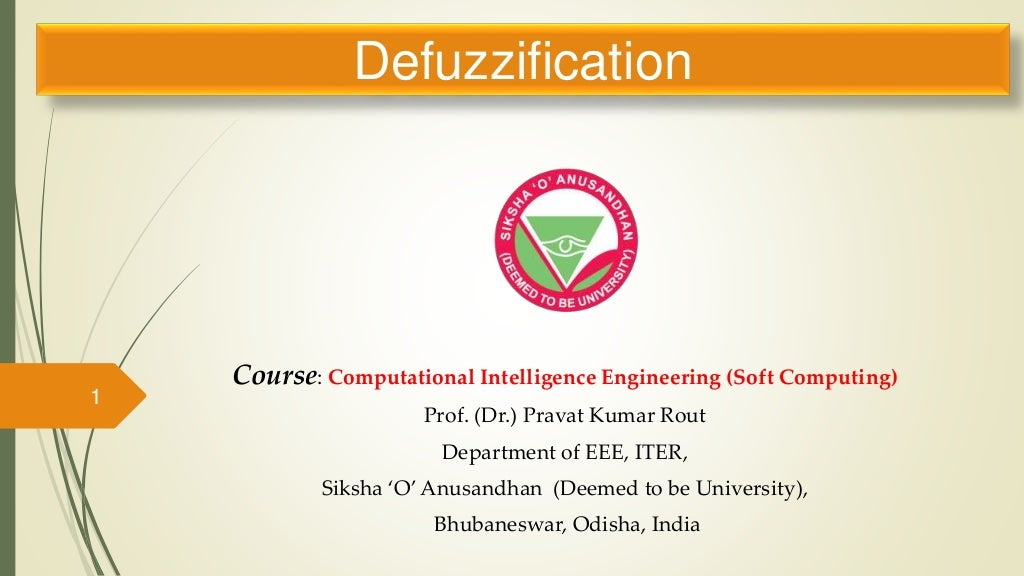 Defuzzification
SIKSHA 'O' ANUSANDHAN
(DEEMED TO BE UNIVERSITY)
1
Course: Computational Intelligence Engineering (Soft Computing)
Prof. (Dr.) Pravat Kumar Rout
Department of EEE, ITER,
Siksha ‘O’ Anusandhan (Deemed to be University),
Bhubaneswar, Odisha, India